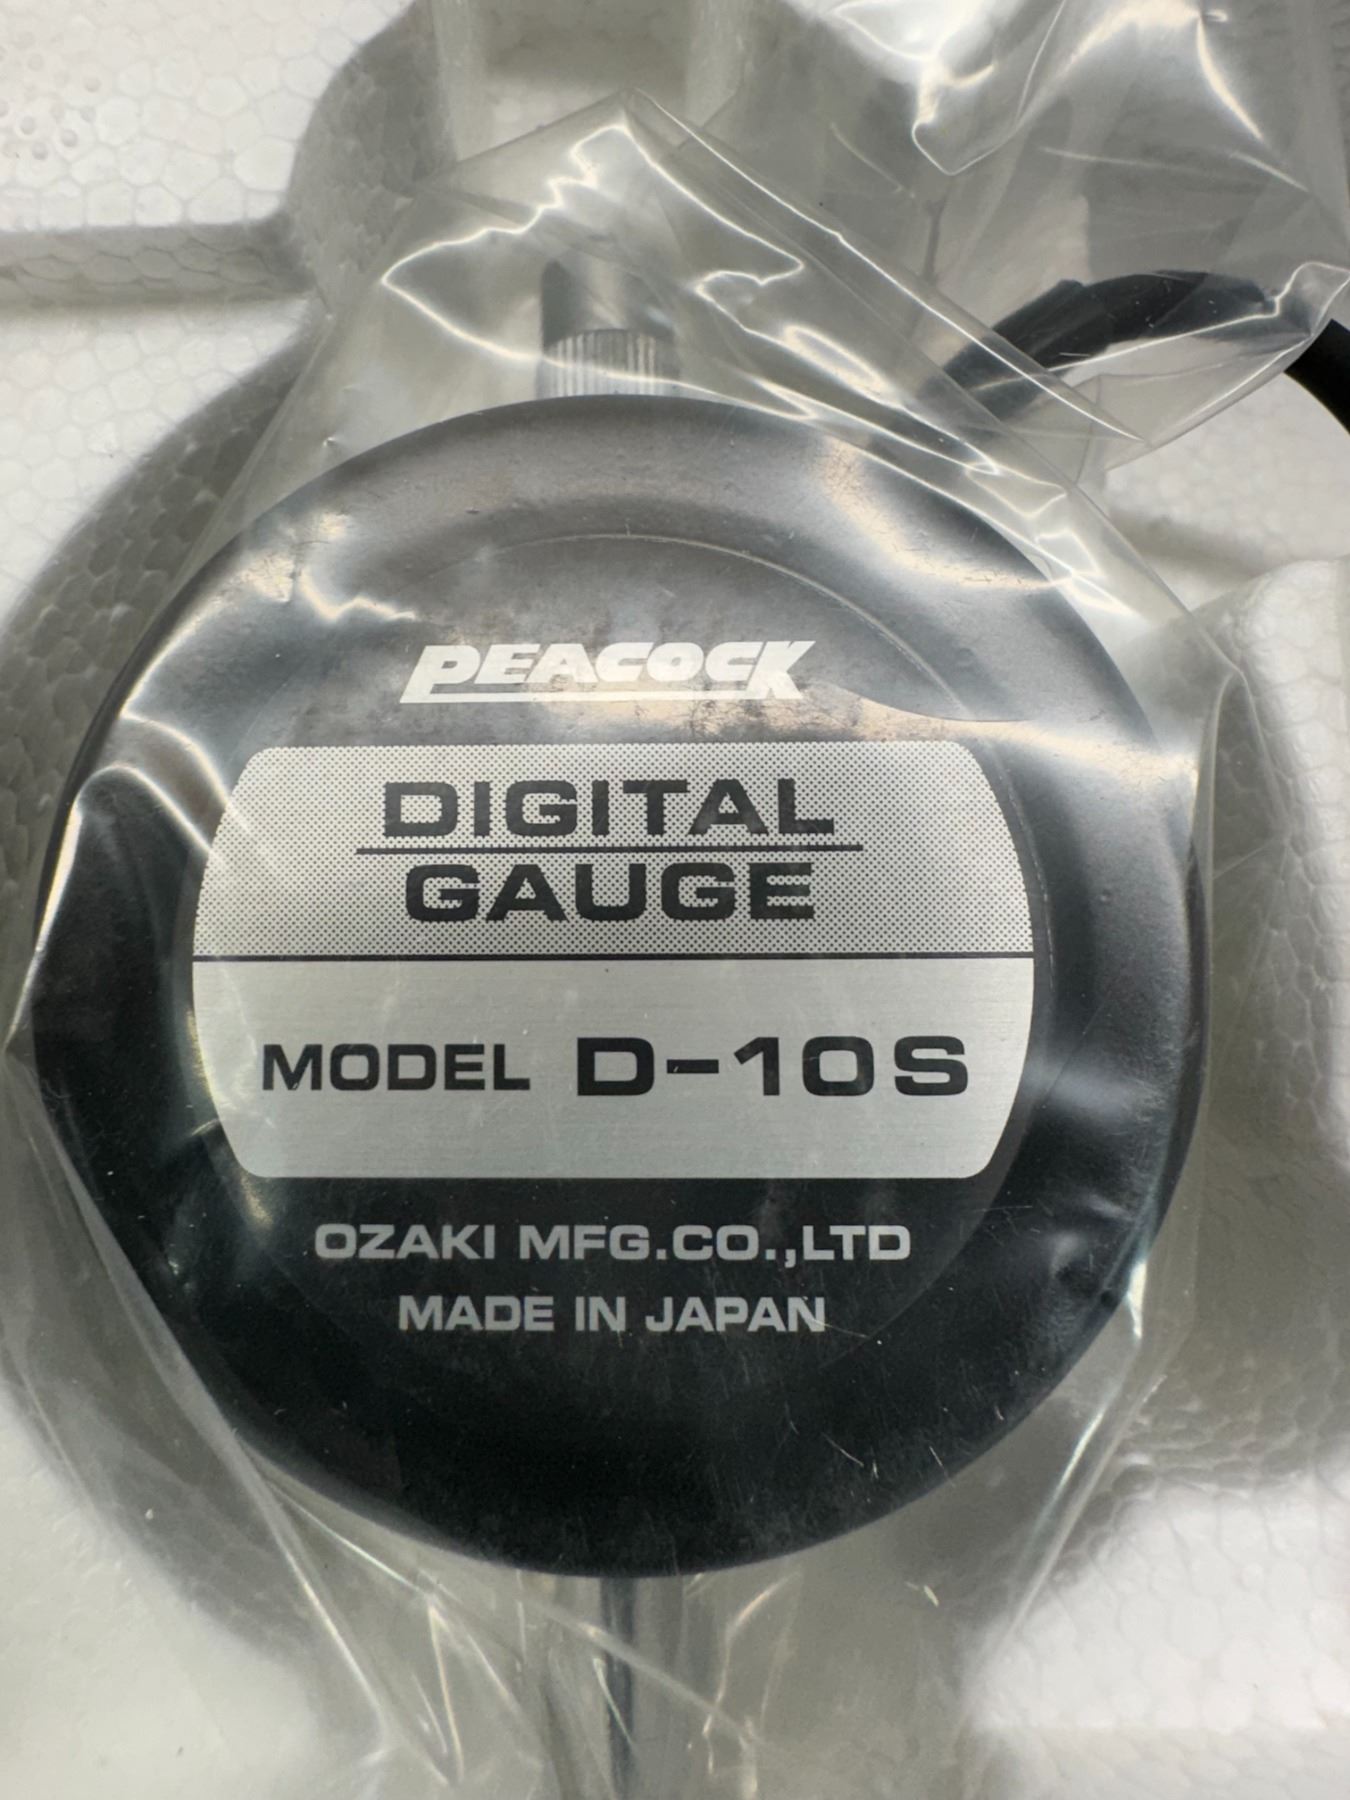 PEACOCK
DIGITAL
GAUGE
MODEL D-10S
OZAKI MFG.CO.,LTD
MADE IN JAPAN